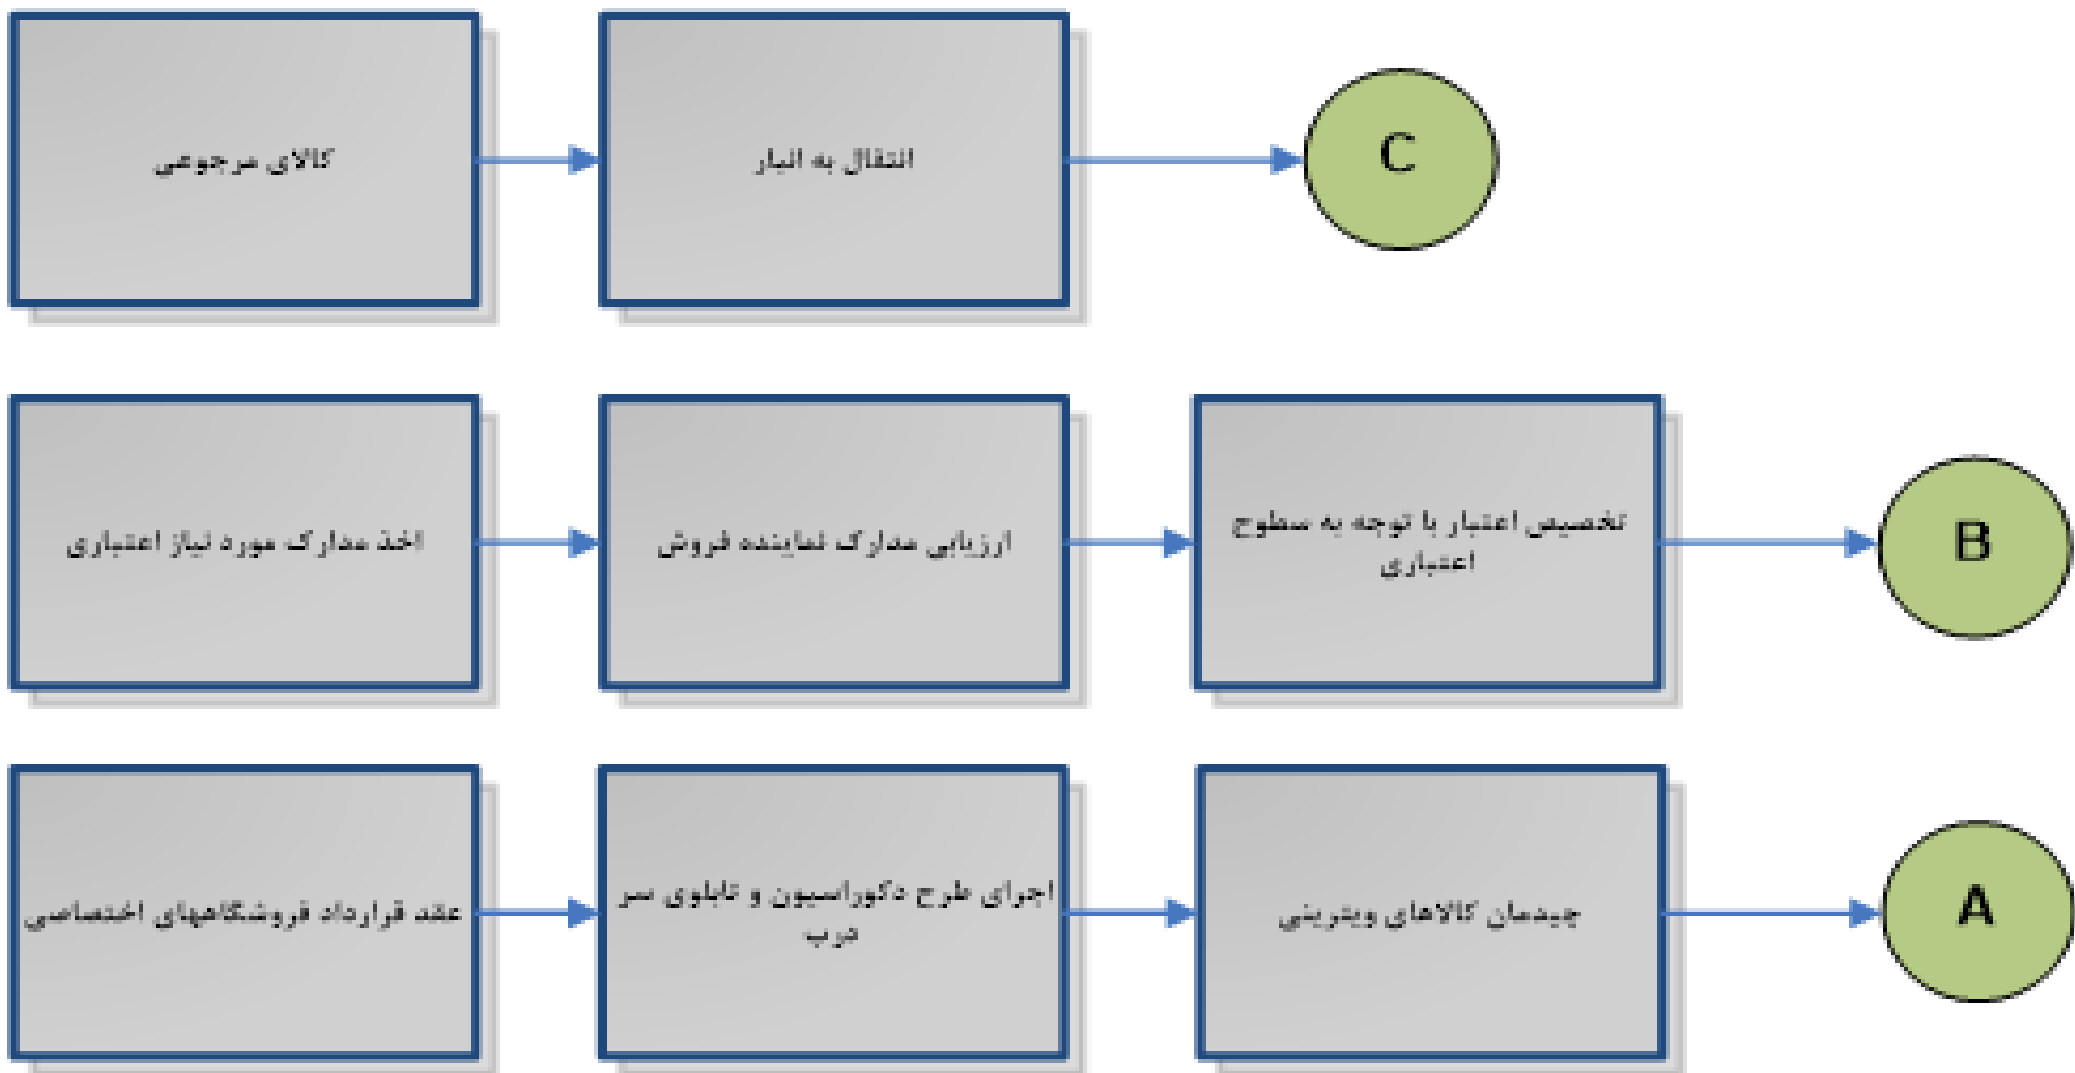 کالای مرجوعی
انتقال به انبار
C
اخذ مدارک مورد نیاز اعتباری
ارزیابی مدارک نماینده فروش
تخصیص اعتبار با توجه به سطوح
اعتباری
B
عقد قرارداد فروشگاههای اختصاصی
اجرای طرح دکوراسیون و تابلوی سر
درب
چیدمان کالاهای ویترینی
A